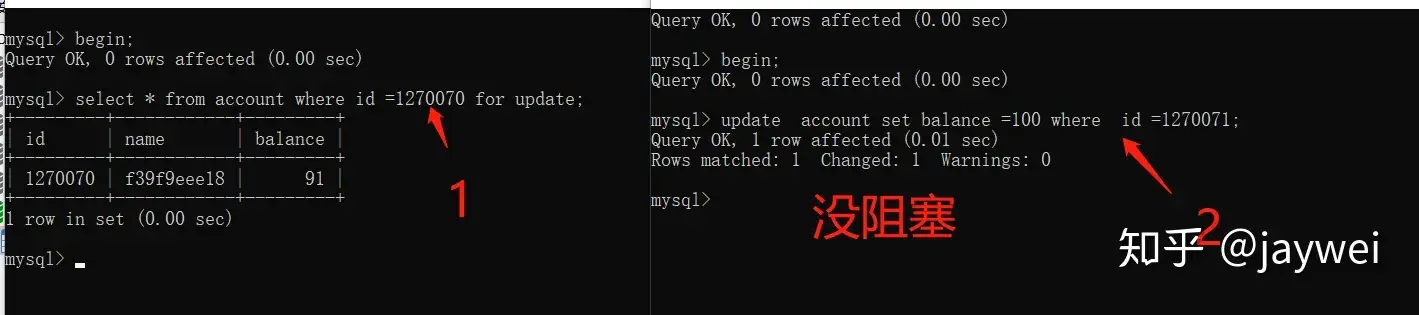 mysql> begin;
Query OK, 0 rows affected (0.00 sec)
mysql> select * from account where id =1270070 for update;
+---------+------------+---------+
| id      | name       | balance |
+---------+------------+---------+
| 1270070 | f39f9eee18 |      91 |
+---------+------------+---------+
1 row in set (0.00 sec)
mysql>
1
Query OK, 0 rows affected (0.00 sec)
mysql> begin;
Query OK, 0 rows affected (0.00 sec)
mysql> update  account set balance =100 where  id =1270071;
Query OK, 1 row affected (0.01 sec)
Rows matched: 1  Changed: 1  Warnings: 0
mysql>
没阻塞
2
知乎 @jaywei